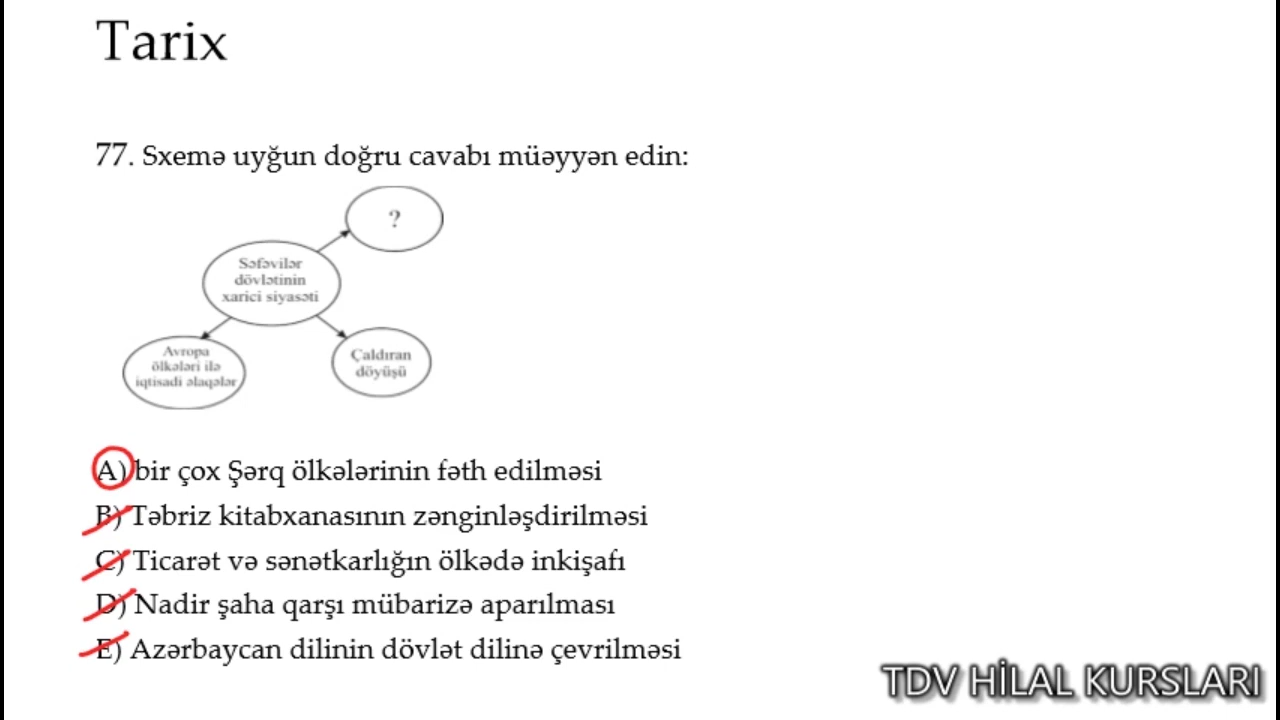 Tarix
77. Sxemə uyğun doğru cavabı müəyyən edin:
?
Səfəvilər
dövlətinin
xarici siyasəti
Avropa
ölkələri ilə
iqtisadi əlaqələr
Çaldıran
döyüşü
A) bir çox Şərq ölkələrinin fəth edilməsi
B) Təbriz kitabxanasının zənginləşdirilməsi
C) Ticarət və sənətkarlığın ölkədə inkişafı
D) Nadir şaha qarşı mübarizə aparılması
E) Azərbaycan dilinin dövlət dilinə çevrilməsi
TDV HİLAL KURSLARI